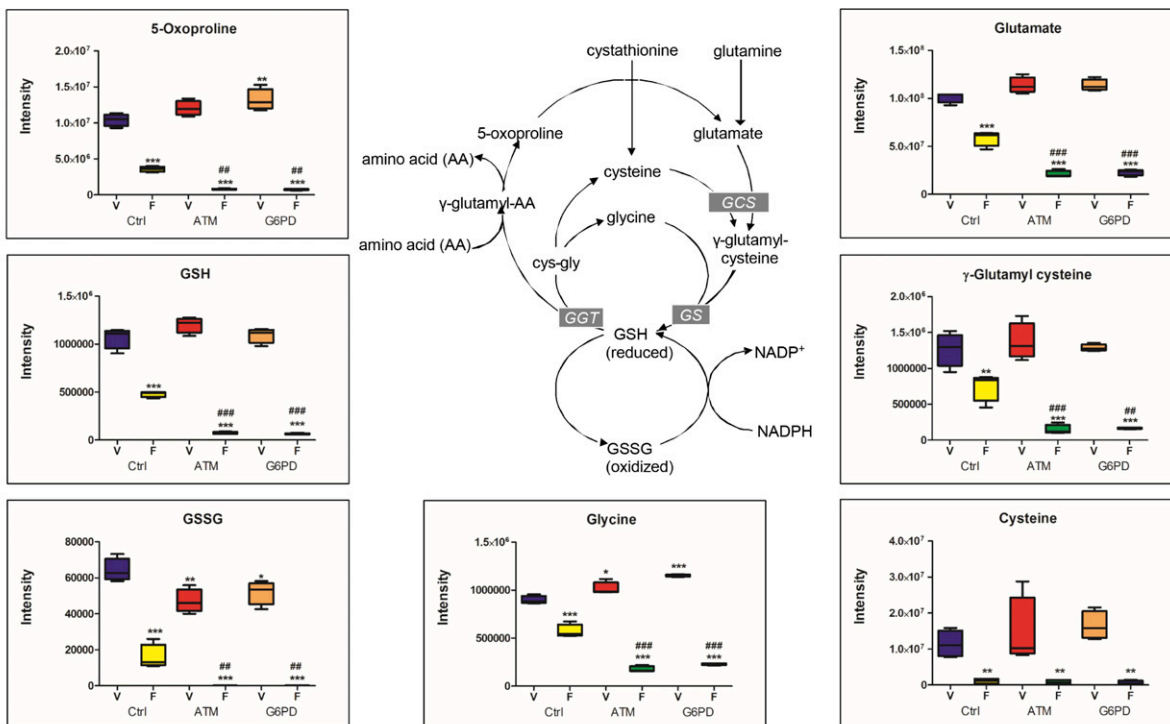 5-Oxoproline
Intensity
2.0×10⁷
1.5×10⁷
1.0×10⁷
5.0×10⁶
0
** *** ## *** ## ***
V F V F V F
Ctrl ATM G6PD
GSH
Intensity
1.5×10⁶
1000000
500000
0
*** ### *** ### ***
V F V F V F
Ctrl ATM G6PD
GSSG
Intensity
80000
60000
40000
20000
0
*** ** ## *** * ## ***
V F V F V F
Ctrl ATM G6PD
cystathionine
glutamine
5-oxoproline
glutamate
amino acid (AA)
cysteine
γ-glutamyl-AA
GCS
glycine
amino acid (AA)
γ-glutamyl-
cysteine
cys-gly
GGT
GS
GSH
(reduced)
NADP⁺
NADPH
GSSG
(oxidized)
Glycine
Intensity
1.5×10⁶
1000000
500000
0
*** * ### *** *** ### ***
V F V F V F
Ctrl ATM G6PD
Glutamate
Intensity
1.5×10⁸
1.0×10⁸
5.0×10⁷
0
*** ### *** ### ***
V F V F V F
Ctrl ATM G6PD
γ-Glutamyl cysteine
Intensity
2.0×10⁶
1.5×10⁶
1000000
500000
0
** ### *** ## ***
V F V F V F
Ctrl ATM G6PD
Cysteine
Intensity
4.0×10⁷
3.0×10⁷
2.0×10⁷
1.0×10⁷
0
** ** **
V F V F V F
Ctrl ATM G6PD